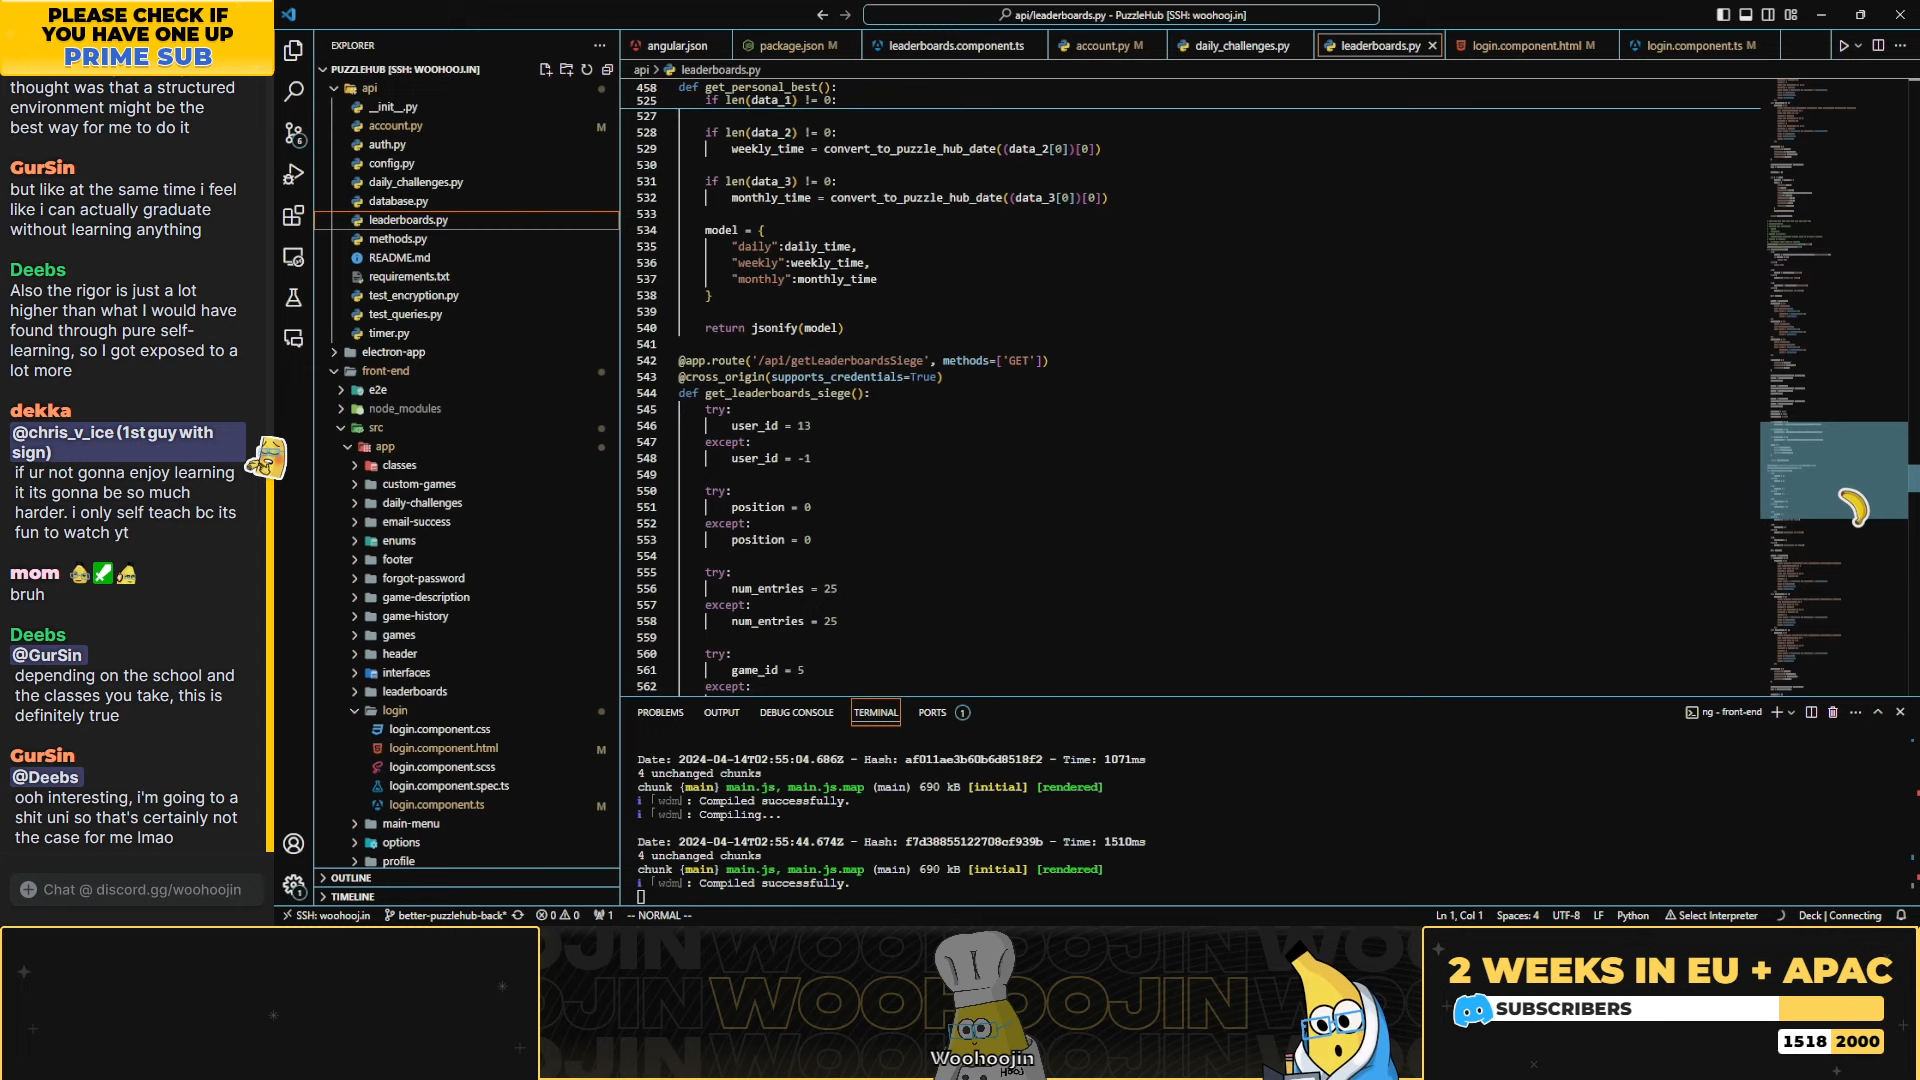 PLEASE CHECK IF
YOU HAVE ONE UP
PRIME SUB
thought was that a structured
environment might be the
best way for me to do it
GurSin
but like at the same time i feel
like i can actually graduate
without learning anything
Deebs
Also the rigor is just a lot
higher than what I would have
found through pure self-
learning, so I got exposed to a
lot more
dekka
@chris_v_ice (1st guy with
sign)
if ur not gonna enjoy learning
it its gonna be so much
harder. i only self teach bc its
fun to watch yt
mom
bruh
Deebs
@GurSin
depending on the school and
the classes you take, this is
definitely true
GurSin
@Deebs
ooh interesting, i'm going to a
shit uni so that's certainly not
the case for me lmao
Chat @ discord.gg/woohoojin
api/leaderboards.py - PuzzleHub [SSH: woohooj.in]
EXPLORER
PUZZLEHUB [SSH: WOOHOOJ.IN]
api
__init__.py
account.py M
auth.py
config.py
daily_challenges.py
database.py
leaderboards.py
methods.py
README.md
requirements.txt
test_encryption.py
test_queries.py
timer.py
electron-app
front-end
e2e
node_modules
src
app
classes
custom-games
daily-challenges
email-success
enums
footer
forgot-password
game-description
game-history
games
header
interfaces
leaderboards
login
login.component.css
login.component.html M
login.component.scss
login.component.spec.ts
login.component.ts M
main-menu
options
profile
OUTLINE
TIMELINE
angular.json
package.json M
leaderboards.component.ts
account.py M
daily_challenges.py
leaderboards.py
login.component.html M
login.component.ts M
api > leaderboards.py
458 def get_personal_best():
525 if len(data_1) != 0:
527
528 if len(data_2) != 0:
529 weekly_time = convert_to_puzzle_hub_date((data_2[0])[0])
530
531 if len(data_3) != 0:
532 monthly_time = convert_to_puzzle_hub_date((data_3[0])[0])
533
534 model = {
535 "daily":daily_time,
536 "weekly":weekly_time,
537 "monthly":monthly_time
538 }
539
540 return jsonify(model)
541
542 @app.route('/api/getLeaderboardsSiege', methods=['GET'])
543 @cross_origin(supports_credentials=True)
544 def get_leaderboards_siege():
545 try:
546 user_id = 13
547 except:
548 user_id = -1
549
550 try:
551 position = 0
552 except:
553 position = 0
554
555 try:
556 num_entries = 25
557 except:
558 num_entries = 25
559
560 try:
561 game_id = 5
562 except:
PROBLEMS OUTPUT DEBUG CONSOLE TERMINAL PORTS 1
ng - front-end
Date: 2024-04-14T02:55:04.686Z - Hash: af011ae3b60b6d8518f2 - Time: 1071ms
4 unchanged chunks
chunk {main} main.js, main.js.map (main) 690 kB [initial] [rendered]
i ｢wdm｣: Compiled successfully.
i ｢wdm｣: Compiling...
Date: 2024-04-14T02:55:44.674Z - Hash: f7d38855122708cf939b - Time: 1510ms
4 unchanged chunks
chunk {main} main.js, main.js.map (main) 690 kB [initial] [rendered]
i ｢wdm｣: Compiled successfully.
SSH: woohooj.in better-puzzlehub-back* 0 0 1 -- NORMAL --
Ln 1, Col 1 Spaces: 4 UTF-8 LF Python Select Interpreter Deck | Connecting
WOOHOOJIN
Woohoojin
2 WEEKS IN EU + APAC
SUBSCRIBERS
1518 2000